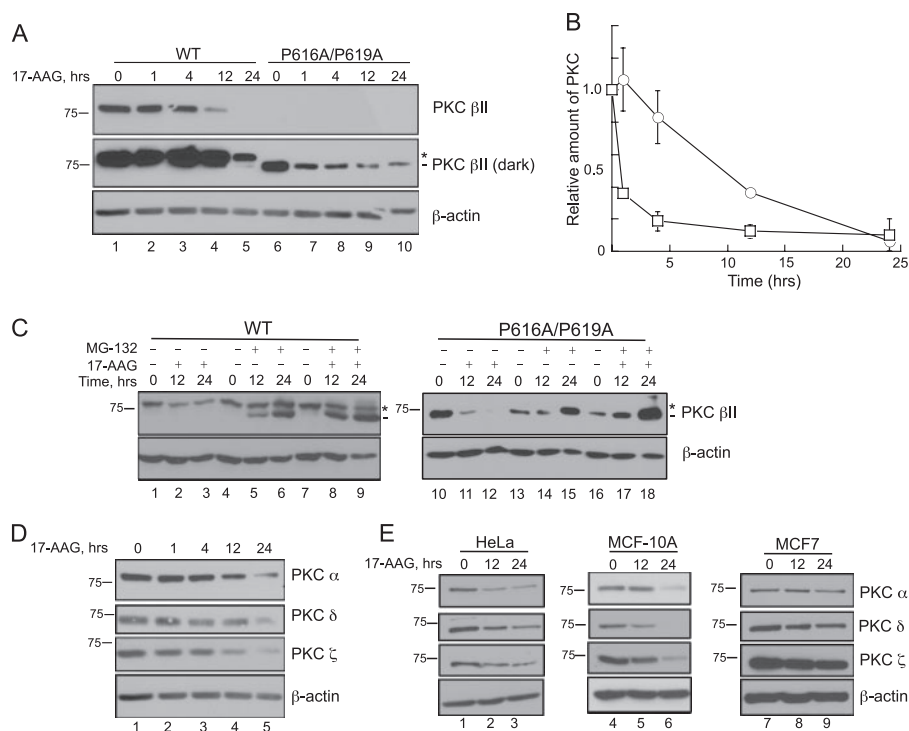 A
WT P616A/P619A
17-AAG, hrs 0 1 4 12 24 0 1 4 12 24
75 PKC βII
75 * - PKC βII (dark)
β-actin
1 2 3 4 5 6 7 8 9 10
B
Relative amount of PKC
1.0
0.5
0
5 10 15 20 25
Time (hrs)
C
WT P616A/P619A
MG-132 – – – – + + – + + – – – – + + – + +
17-AAG – + + – – – – + + – + + – – – – + +
Time, hrs 0 12 24 0 12 24 0 12 24 0 12 24 0 12 24 0 12 24
75 * - 75 * - PKC βII
β-actin
1 2 3 4 5 6 7 8 9 10 11 12 13 14 15 16 17 18
D
17-AAG, hrs 0 1 4 12 24
75 PKC α
75 PKC δ
75 PKC ζ
β-actin
1 2 3 4 5
E
HeLa MCF-10A MCF7
17-AAG, hrs 0 12 24 0 12 24 0 12 24
75 75 75 PKC α
75 75 75 PKC δ
75 75 75 PKC ζ
β-actin
1 2 3 4 5 6 7 8 9